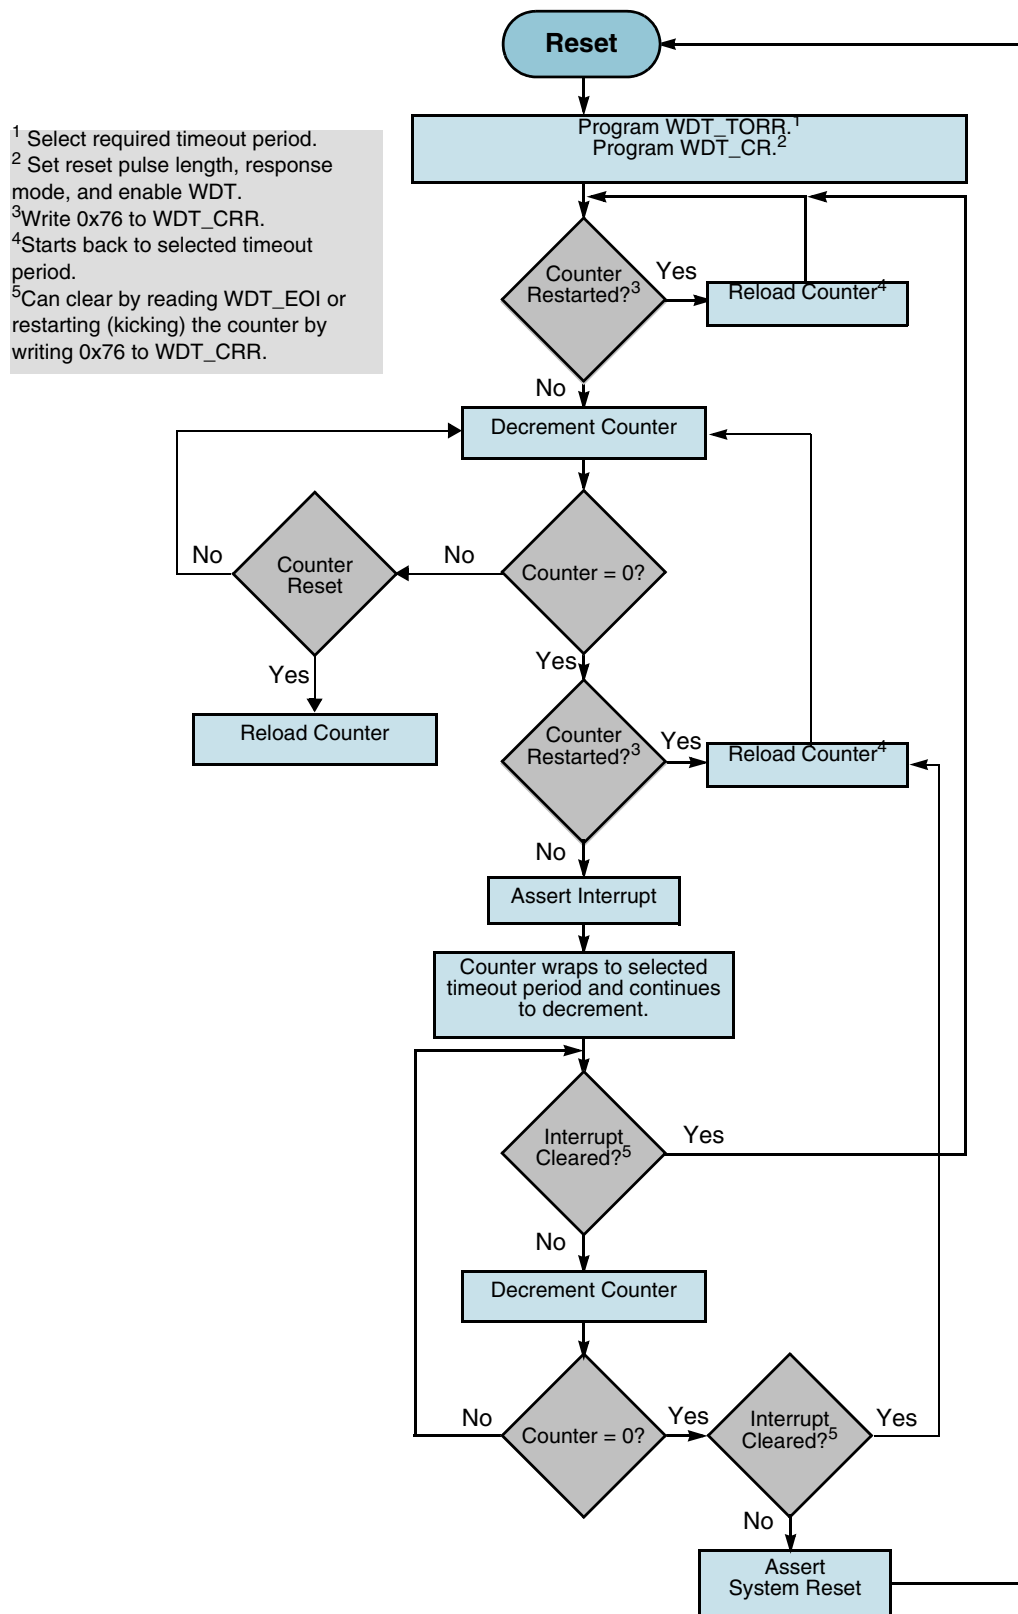 Reset
Program WDT_TORR.1
Program WDT_CR.2
1 Select required timeout period.
2 Set reset pulse length, response
mode, and enable WDT.
3Write 0x76 to WDT_CRR.
4Starts back to selected timeout
period.
5Can clear by reading WDT_EOI or
restarting (kicking) the counter by
writing 0x76 to WDT_CRR.
Counter
Restarted?3
Yes
Reload Counter4
No
Decrement Counter
Counter = 0?
No
Counter
Reset
No
Yes
Reload Counter
Yes
Counter
Restarted?3
Yes
Reload Counter4
No
Assert Interrupt
Counter wraps to selected
timeout period and continues
to decrement.
Interrupt
Cleared?5
Yes
No
Decrement Counter
Counter = 0?
No
Yes
Interrupt
Cleared?5
Yes
No
Assert
System Reset